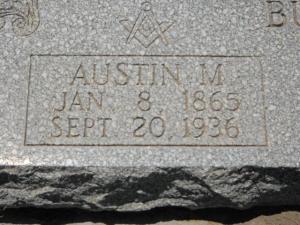 AUSTIN M.
JAN. 8, 1865
SEPT. 20, 1936